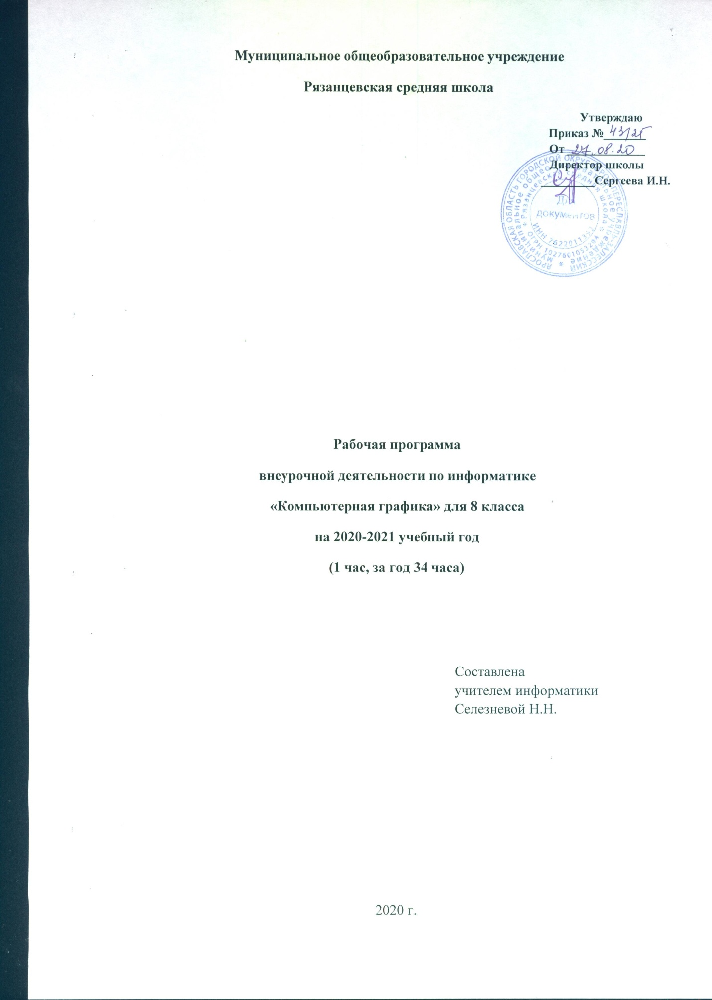 Муниципальное общеобразовательное учреждение
Рязанцевская средняя школа
Утверждаю
Приказ № 43/25
От 27.08.20
Директор школы
Сергеева И.Н.
ЯРОСЛАВСКАЯ ОБЛАСТЬ ГОРОДСКОЙ ОКРУГ ГОРОД ПЕРЕСЛАВЛЬ-ЗАЛЕССКИЙ
* муниципальное общеобразовательное учреждение
* Рязанцевская средняя школа *
ОГРН 1027601053204
ИНН 7622011392
Для
документов
Рабочая программа
внеурочной деятельности по информатике
«Компьютерная графика» для 8 класса
на 2020-2021 учебный год
(1 час, за год 34 часа)
Составлена
учителем информатики
Селезневой Н.Н.
2020 г.